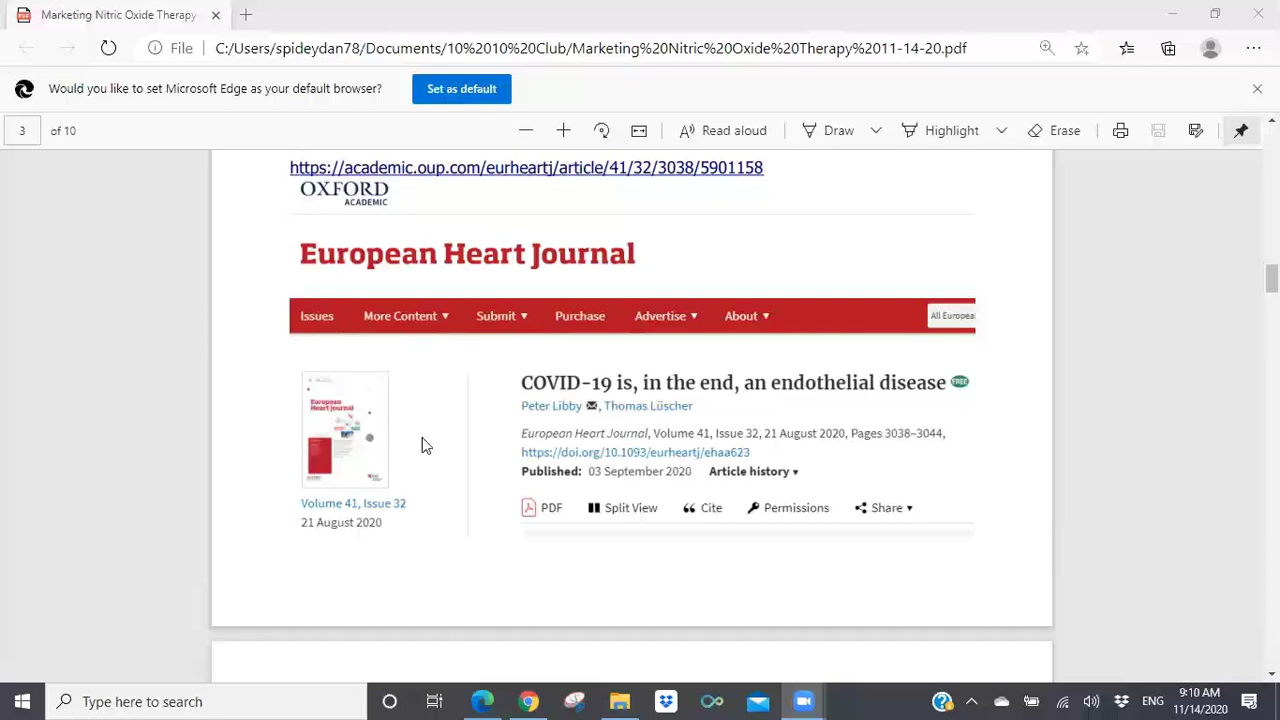 Marketing Nitric Oxide Therapy
File C:/Users/spideydan78/Documents/10%2010%20Club/Marketing%20Nitric%20Oxide%20Therapy%2011-14-20.pdf
Would you like to set Microsoft Edge as your default browser? Set as default
3 of 10 Read aloud Draw Highlight Erase
https://academic.oup.com/eurheartj/article/41/32/3038/5901158
OXFORD
ACADEMIC
European Heart Journal
Issues More Content Submit Purchase Advertise About All Europea
European
Heart Journal
Volume 41, Issue 32
21 August 2020
COVID-19 is, in the end, an endothelial disease FREE
Peter Libby, Thomas Lüscher
European Heart Journal, Volume 41, Issue 32, 21 August 2020, Pages 3038–3044,
https://doi.org/10.1093/eurheartj/ehaa623
Published: 03 September 2020 Article history
PDF Split View Cite Permissions Share
Type here to search
ENG
9:10 AM
11/14/2020